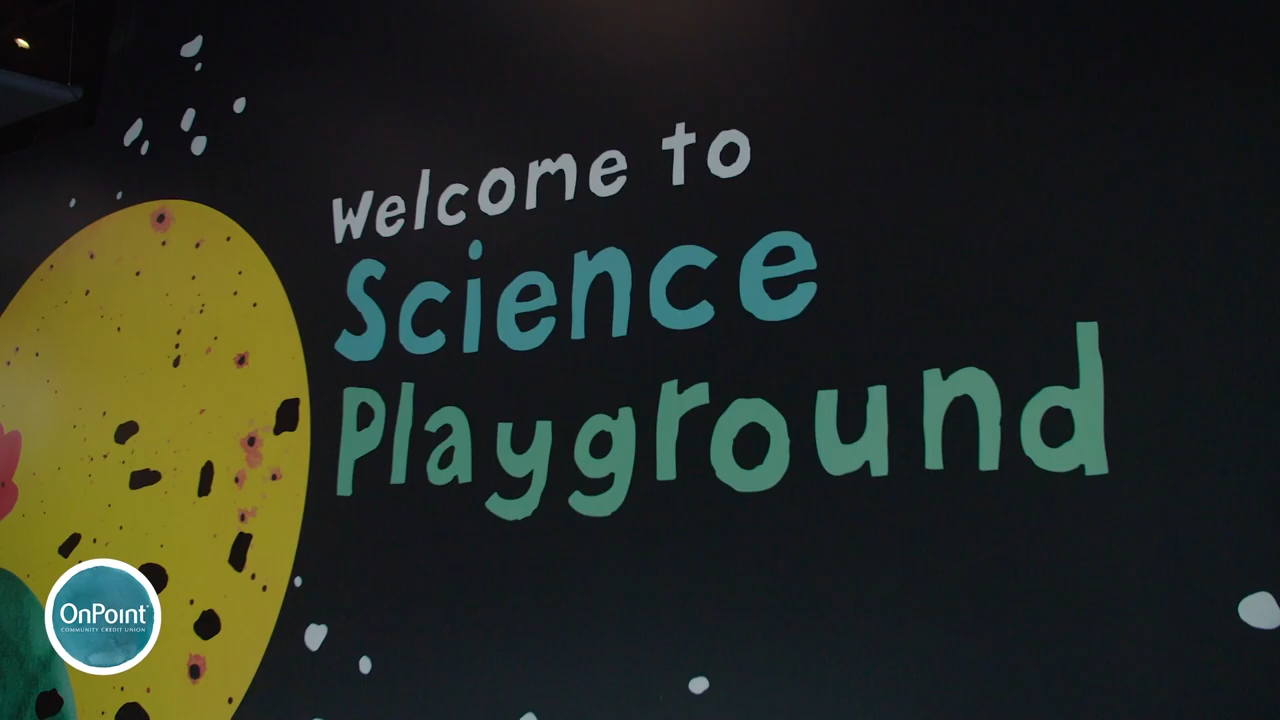 Welcome to
Science
Playground
OnPoint
COMMUNITY CREDIT UNION